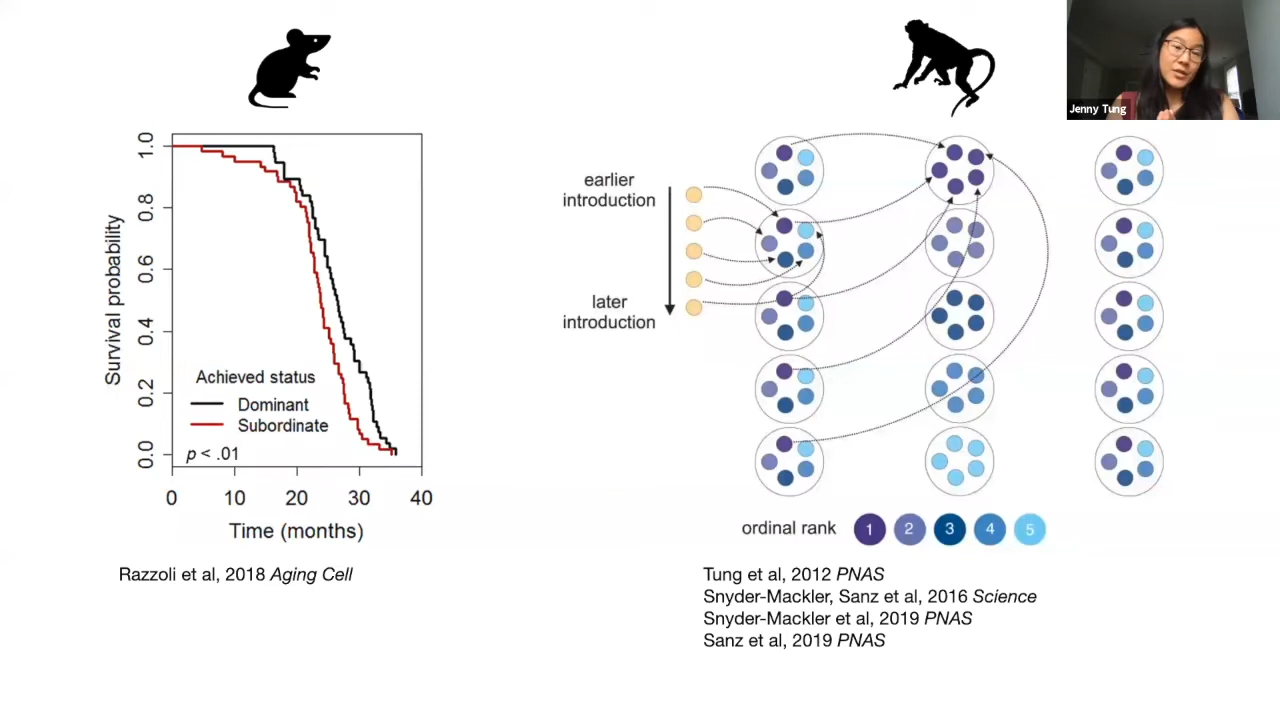 Jenny Tung
1.0
0.8
0.6
0.4
0.2
0.0
Survival probability
Achieved status
Dominant
Subordinate
p < .01
0 10 20 30 40
Time (months)
Razzoli et al, 2018 Aging Cell
earlier
introduction
later
introduction
ordinal rank 1 2 3 4 5
Tung et al, 2012 PNAS
Snyder-Mackler, Sanz et al, 2016 Science
Snyder-Mackler et al, 2019 PNAS
Sanz et al, 2019 PNAS